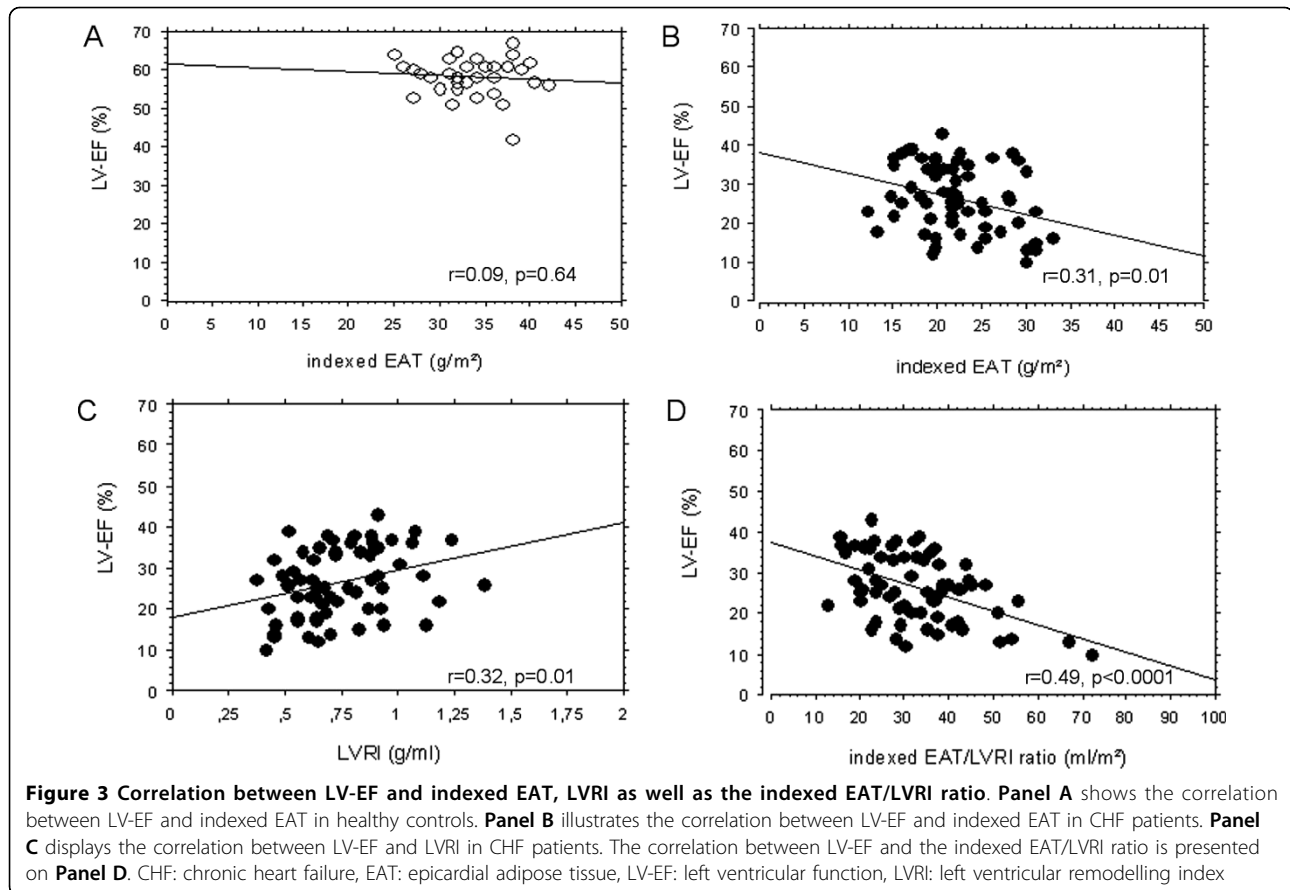 A
70
60
50
40
30
20
10
0
LV-EF (%)
r=0.09, p=0.64
0 5 10 15 20 25 30 35 40 45 50
indexed EAT (g/m²)
B
70
60
50
40
30
20
10
0
LV-EF (%)
r=0.31, p=0.01
0 5 10 15 20 25 30 35 40 45 50
indexed EAT (g/m²)
C
70
60
50
40
30
20
10
0
LV-EF (%)
r=0.32, p=0.01
0 ,25 ,5 ,75 1 1,25 1,5 1,75 2
LVRI (g/ml)
D
70
60
50
40
30
20
10
0
LV-EF (%)
r=0.49, p<0.0001
0 10 20 30 40 50 60 70 80 90 100
indexed EAT/LVRI ratio (ml/m²)
Figure 3 Correlation between LV-EF and indexed EAT, LVRI as well as the indexed EAT/LVRI ratio. Panel A shows the correlation
between LV-EF and indexed EAT in healthy controls. Panel B illustrates the correlation between LV-EF and indexed EAT in CHF patients. Panel
C displays the correlation between LV-EF and LVRI in CHF patients. The correlation between LV-EF and the indexed EAT/LVRI ratio is presented
on Panel D. CHF: chronic heart failure, EAT: epicardial adipose tissue, LV-EF: left ventricular function, LVRI: left ventricular remodelling index